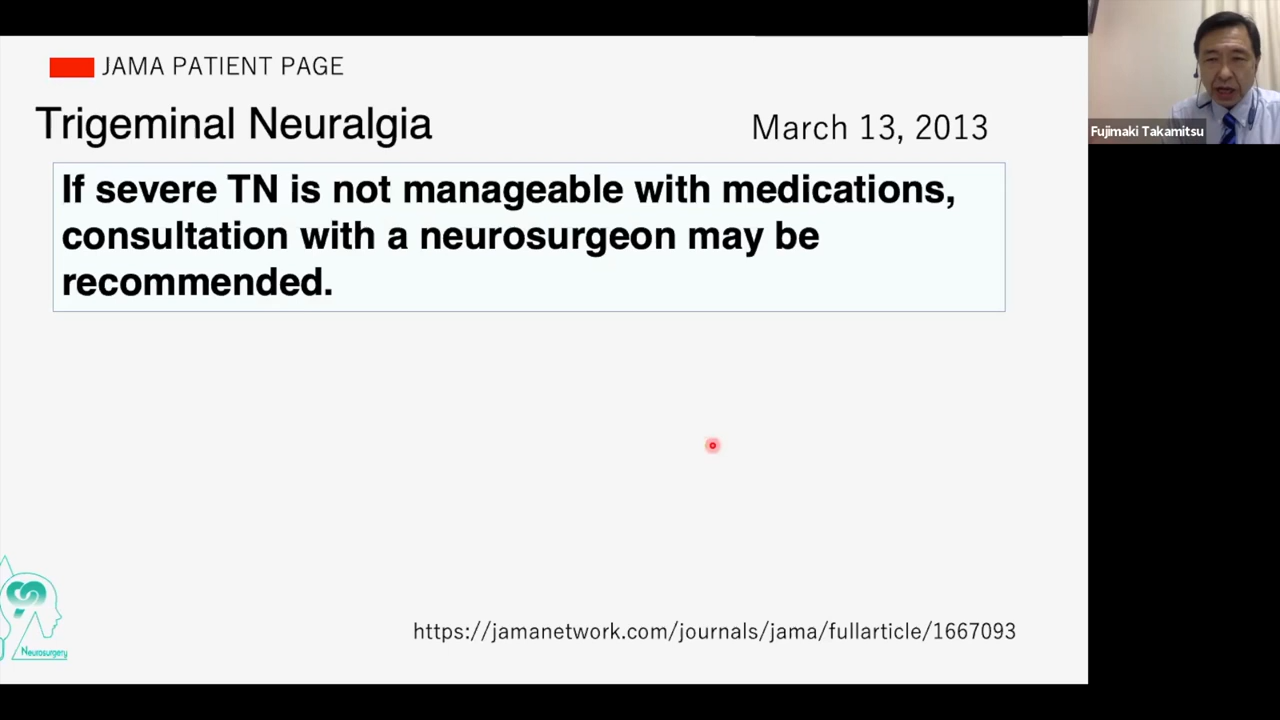 JAMA PATIENT PAGE
Trigeminal Neuralgia
March 13, 2013
If severe TN is not manageable with medications,
consultation with a neurosurgeon may be
recommended.
https://jamanetwork.com/journals/jama/fullarticle/1667093
Neurosurgery
Fujimaki Takamitsu